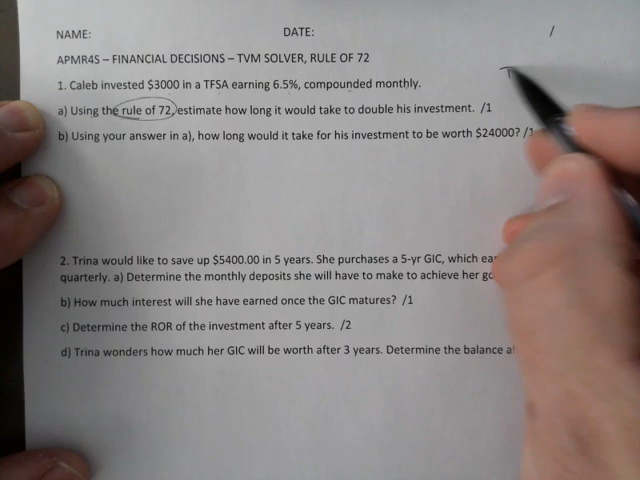 NAME: DATE: /
APMR4S – FINANCIAL DECISIONS – TVM SOLVER, RULE OF 72
1. Caleb invested $3000 in a TFSA earning 6.5%, compounded monthly.
a) Using the rule of 72, estimate how long it would take to double his investment. /1
b) Using your answer in a), how long would it take for his investment to be worth $24000? /1
2. Trina would like to save up $5400.00 in 5 years. She purchases a 5-yr GIC, which
quarterly. a) Determine the monthly deposits she will have to make to achieve her
b) How much interest will she have earned once the GIC matures? /1
c) Determine the ROR of the investment after 5 years. /2
d) Trina wonders how much her GIC will be worth after 3 years. Determine the balance